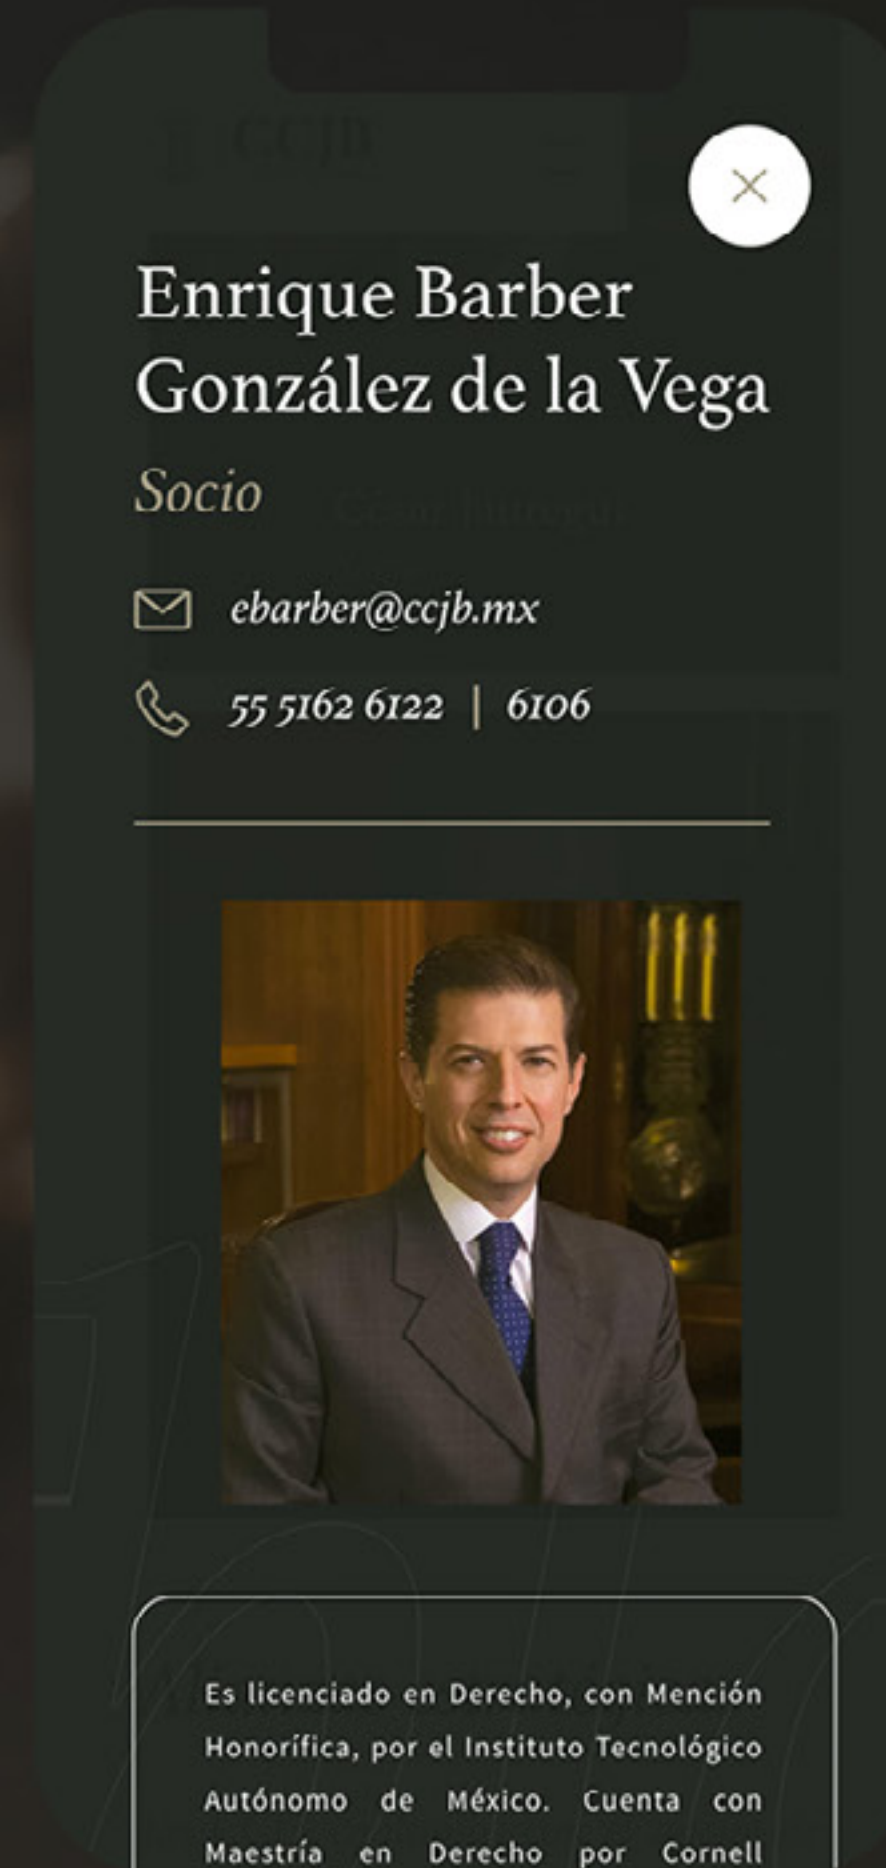 Enrique Barber
González de la Vega
Socio
ebarber@ccjb.mx
55 5162 6122 | 6106
Es licenciado en Derecho, con Mención
Honorífica, por el Instituto Tecnológico
Autónomo de México. Cuenta con
Maestría en Derecho por Cornell